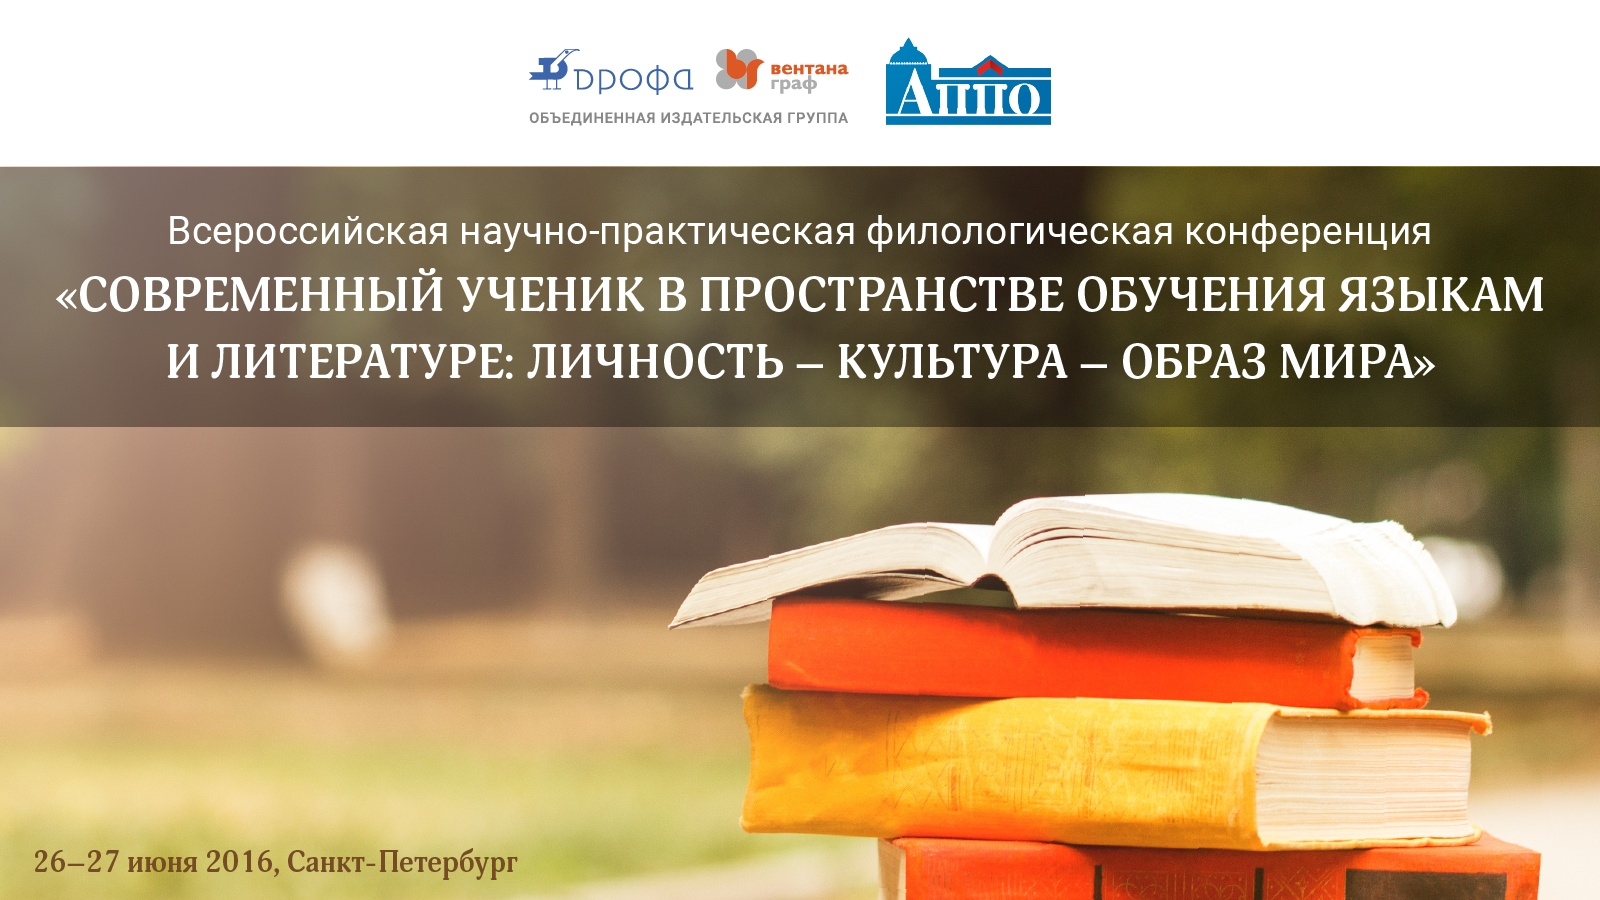 дрофа
вентана
граф
ОБЪЕДИНЕННАЯ ИЗДАТЕЛЬСКАЯ ГРУППА
АППО
Всероссийская научно-практическая филологическая конференция
«СОВРЕМЕННЫЙ УЧЕНИК В ПРОСТРАНСТВЕ ОБУЧЕНИЯ ЯЗЫКАМ
И ЛИТЕРАТУРЕ: ЛИЧНОСТЬ – КУЛЬТУРА – ОБРАЗ МИРА»
26–27 июня 2016, Санкт-Петербург